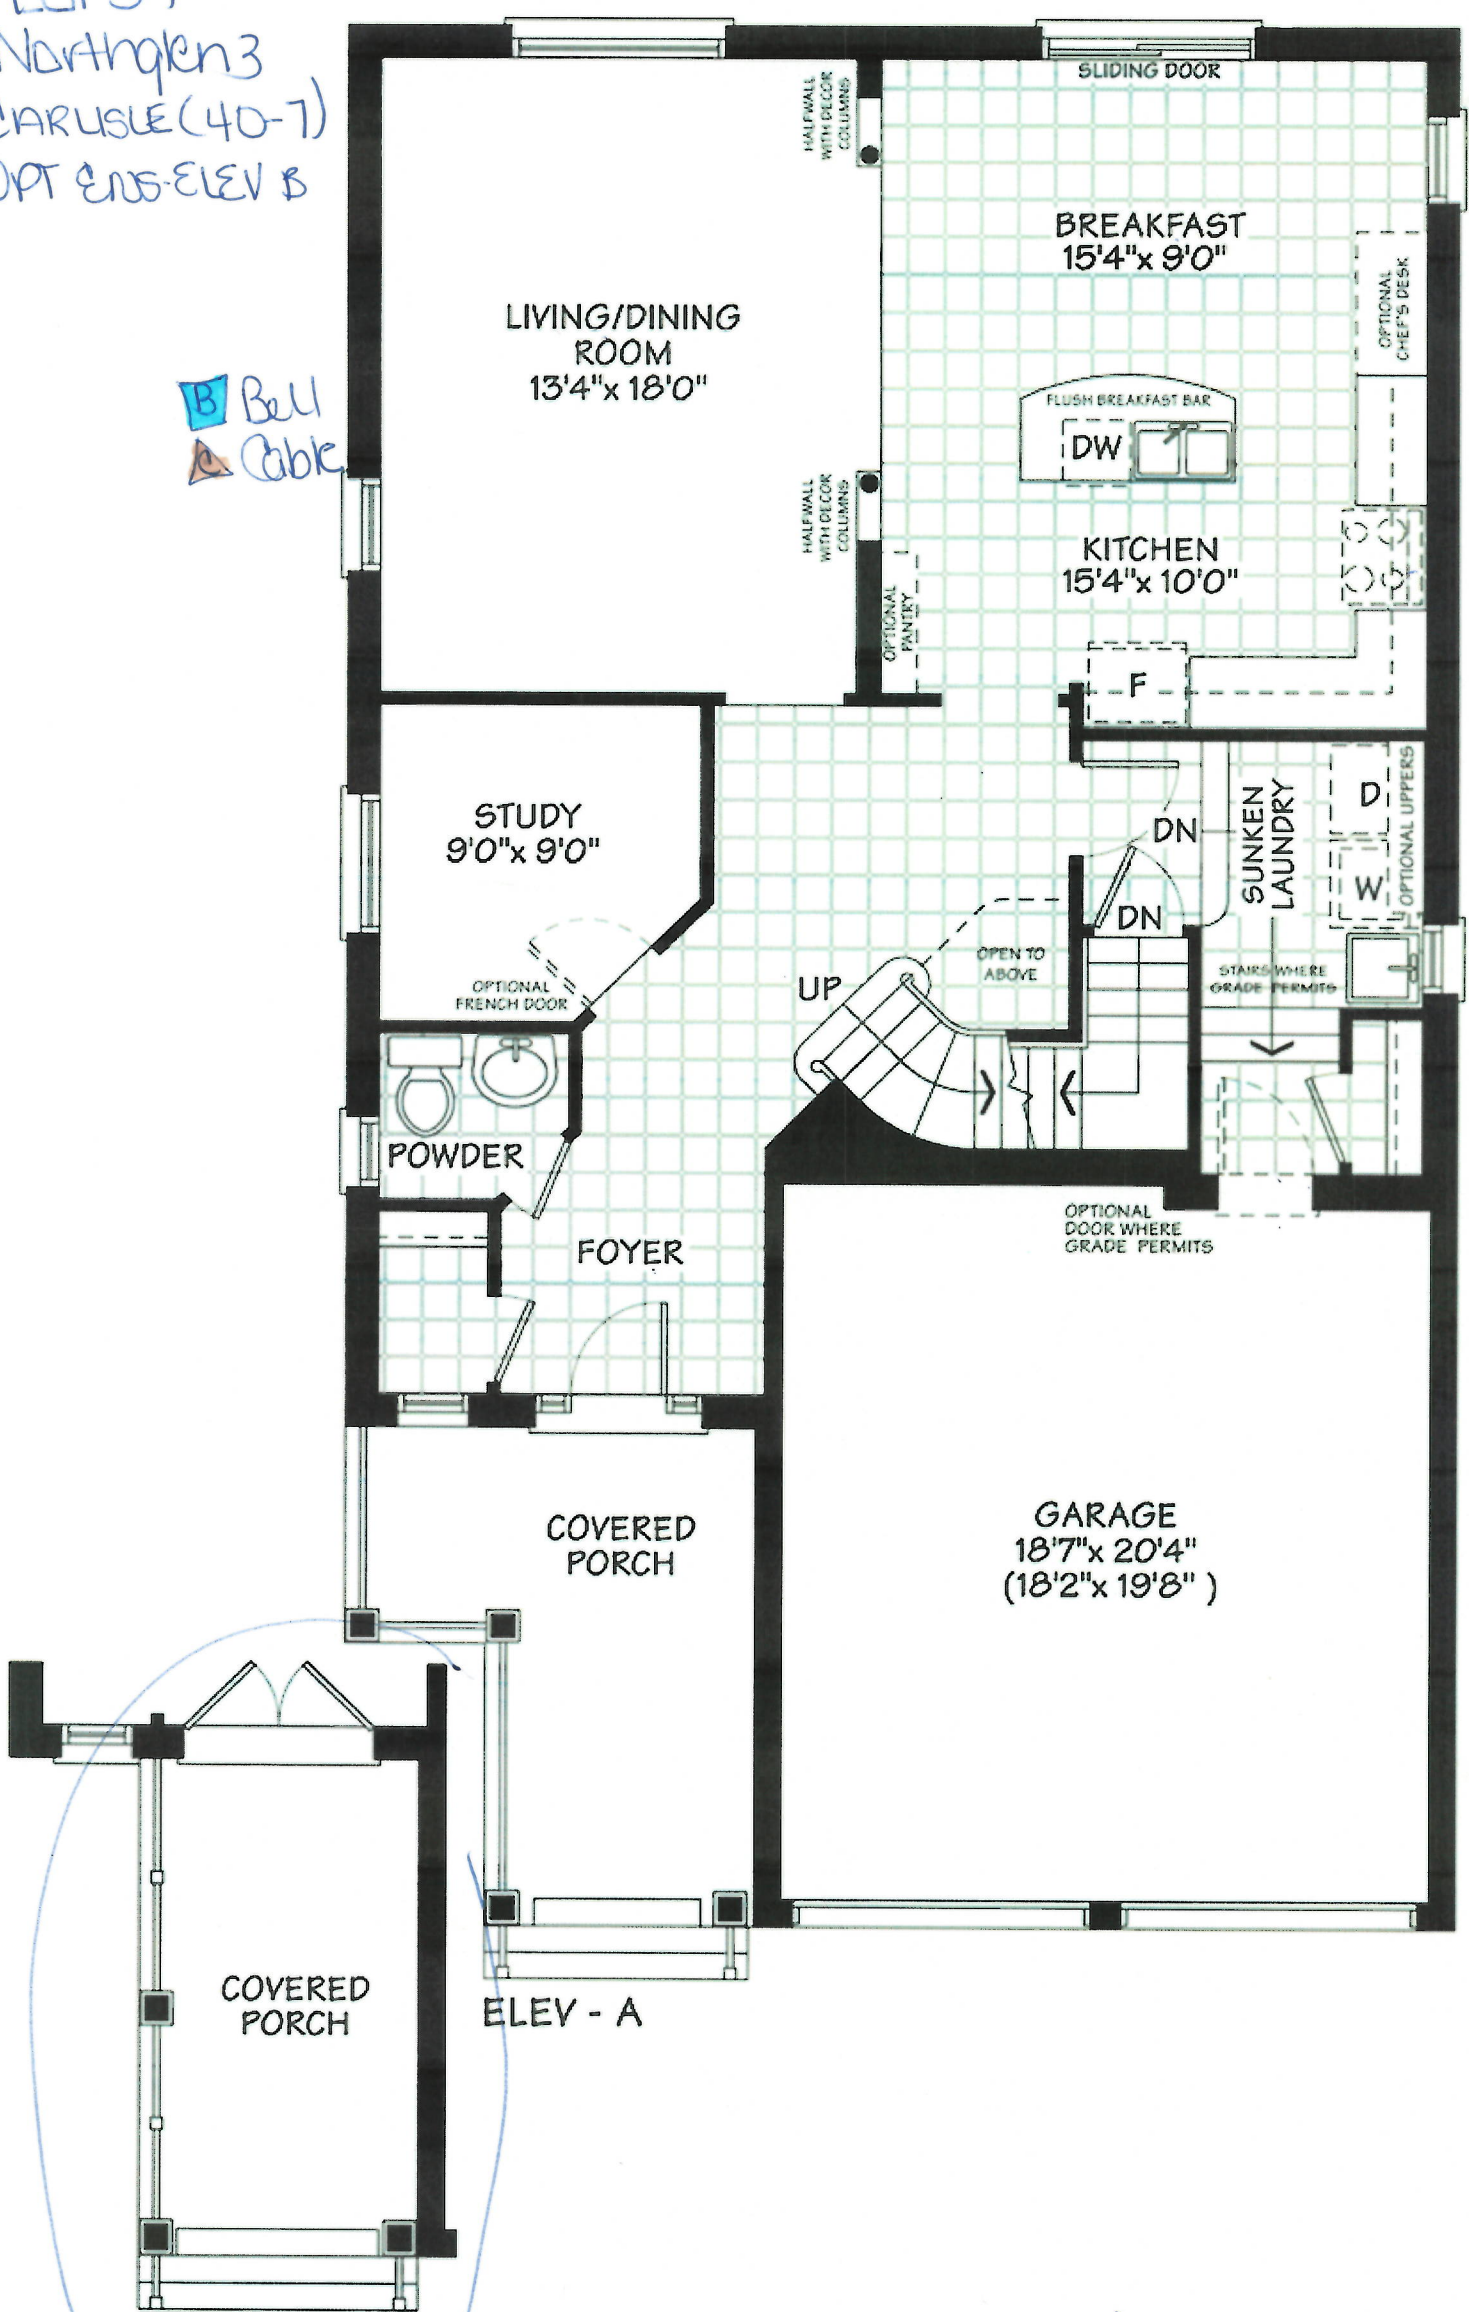 Northglen 3
CARLISLE (40-7)
OPT ENS-ELEV B
B Bell
C Cable
SLIDING DOOR
HALFWALL
WITH DECOR
COLUMNS
BREAKFAST
15'4"x 9'0"
OPTIONAL
CHEF'S DESK
LIVING/DINING
ROOM
13'4"x 18'0"
FLUSH BREAKFAST BAR
DW
HALFWALL
WITH DECOR
COLUMNS
KITCHEN
15'4"x 10'0"
OPTIONAL
PANTRY
F
STUDY
9'0"x 9'0"
DN
SUNKEN
LAUNDRY
D
W
OPTIONAL UPPERS
DN
OPEN TO
ABOVE
UP
STAIRS WHERE
GRADE PERMITS
OPTIONAL
FRENCH DOOR
POWDER
OPTIONAL
DOOR WHERE
GRADE PERMITS
FOYER
COVERED
PORCH
GARAGE
18'7"x 20'4"
(18'2"x 19'8" )
COVERED
PORCH
ELEV - A